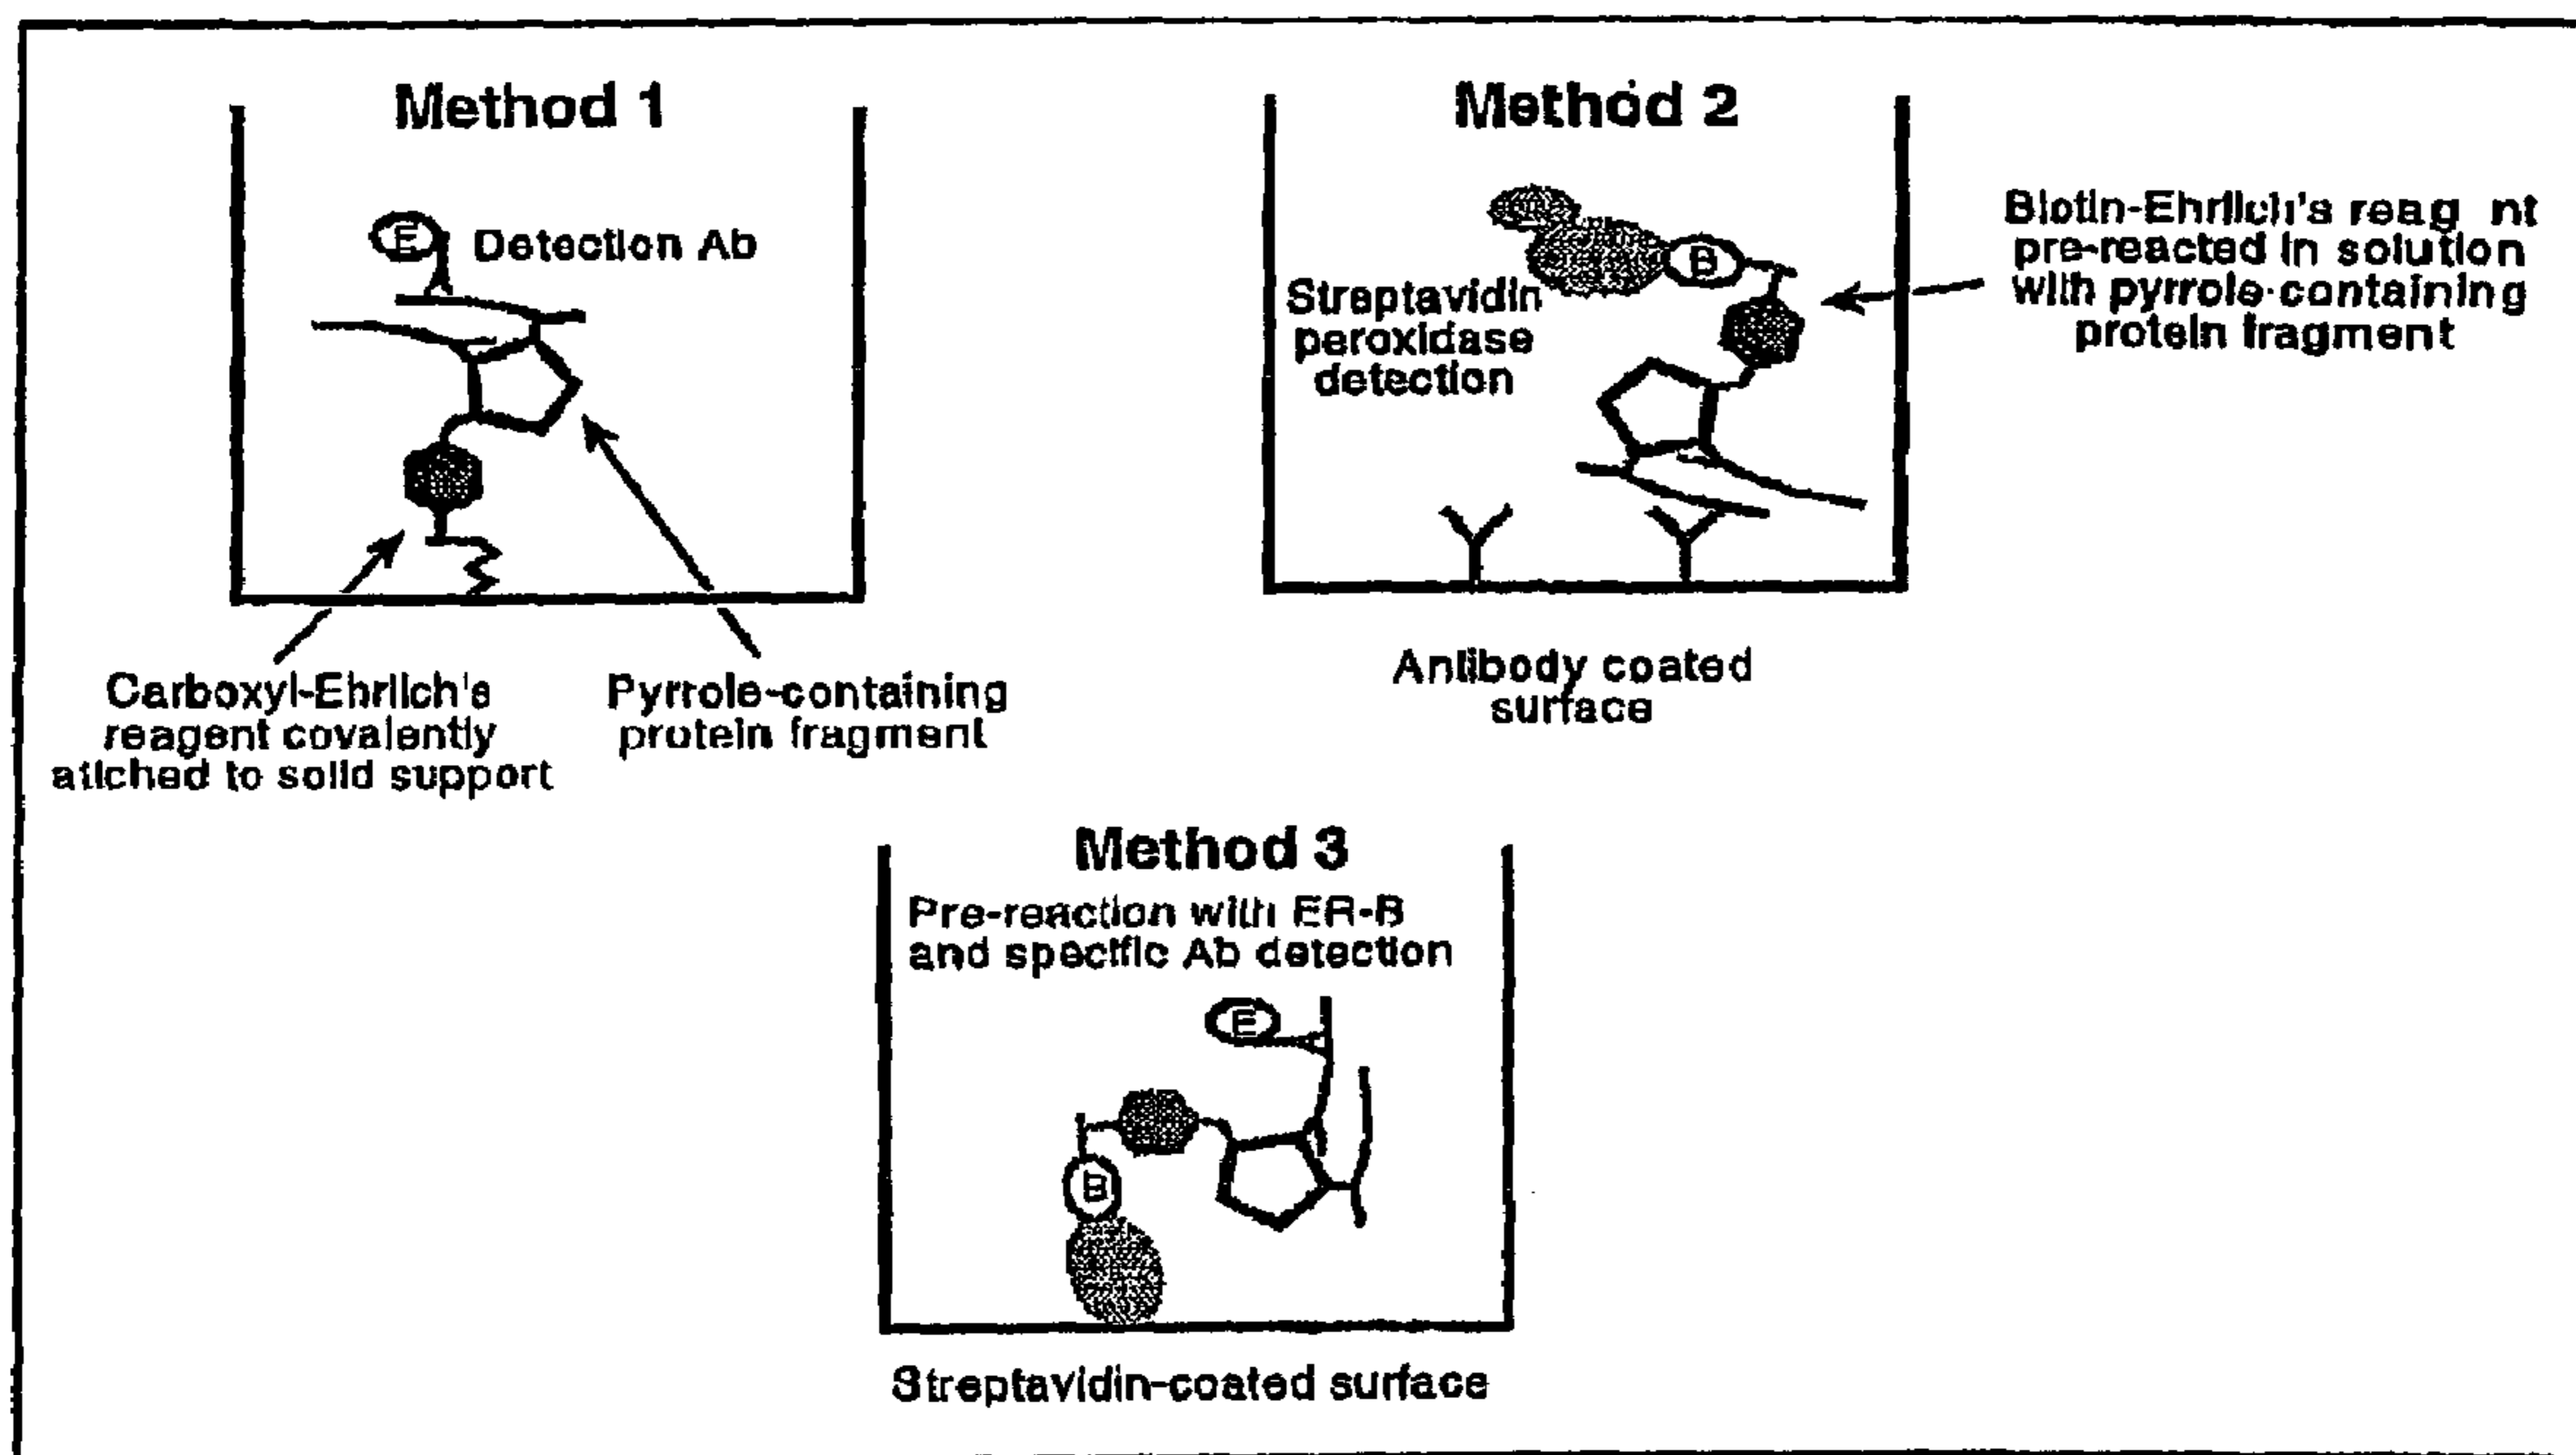 Method 1
E Detection Ab
Carboxyl-Ehrlich's
reagent covalently
attched to solid support
Pyrrole-containing
protein fragment
Method 2
B
Streptavidin
peroxidase
detection
Biotin-Ehrlich's reag nt
pre-reacted in solution
with pyrrole-containing
protein fragment
Antibody coated
surface
Method 3
Pre-reaction with ER-B
and specific Ab detection
E
B
Streptavidin-coated surface